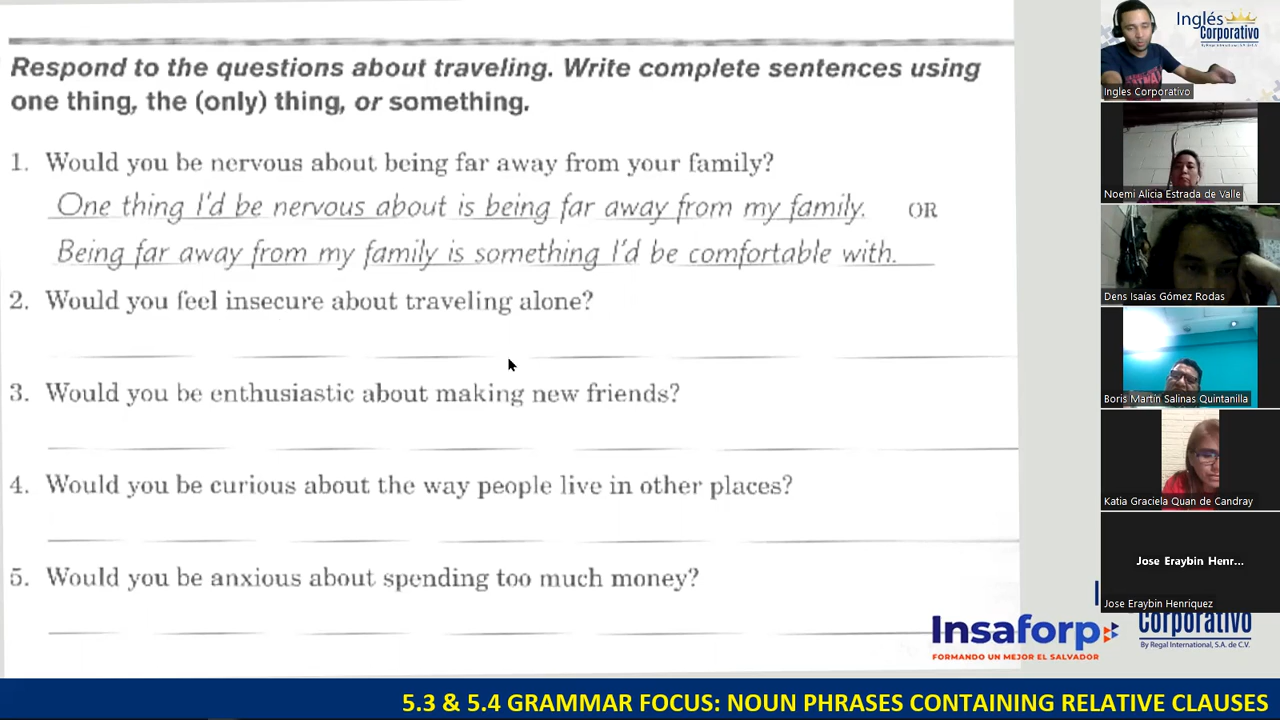 Respond to the questions about traveling. Write complete sentences using
one thing, the (only) thing, or something.
1. Would you be nervous about being far away from your family?
One thing I'd be nervous about is being far away from my family. OR
Being far away from my family is something I'd be comfortable with.
2. Would you feel insecure about traveling alone?
3. Would you be enthusiastic about making new friends?
4. Would you be curious about the way people live in other places?
5. Would you be anxious about spending too much money?
Insaforp
FORMANDO UN MEJOR EL SALVADOR
Corporativo
By Regal International, S.A. de C.V.
5.3 & 5.4 GRAMMAR FOCUS: NOUN PHRASES CONTAINING RELATIVE CLAUSES
Inglés
Corporativo
By Regal International, S.A. de C.V.
Ingles Corporativo
Noemi Alicia Estrada de Valle
Dens Isaías Gómez Rodas
Boris Martin Salinas Quintanilla
Katia Graciela Quan de Candray
Jose Eraybin Henr...
Jose Eraybin Henriquez